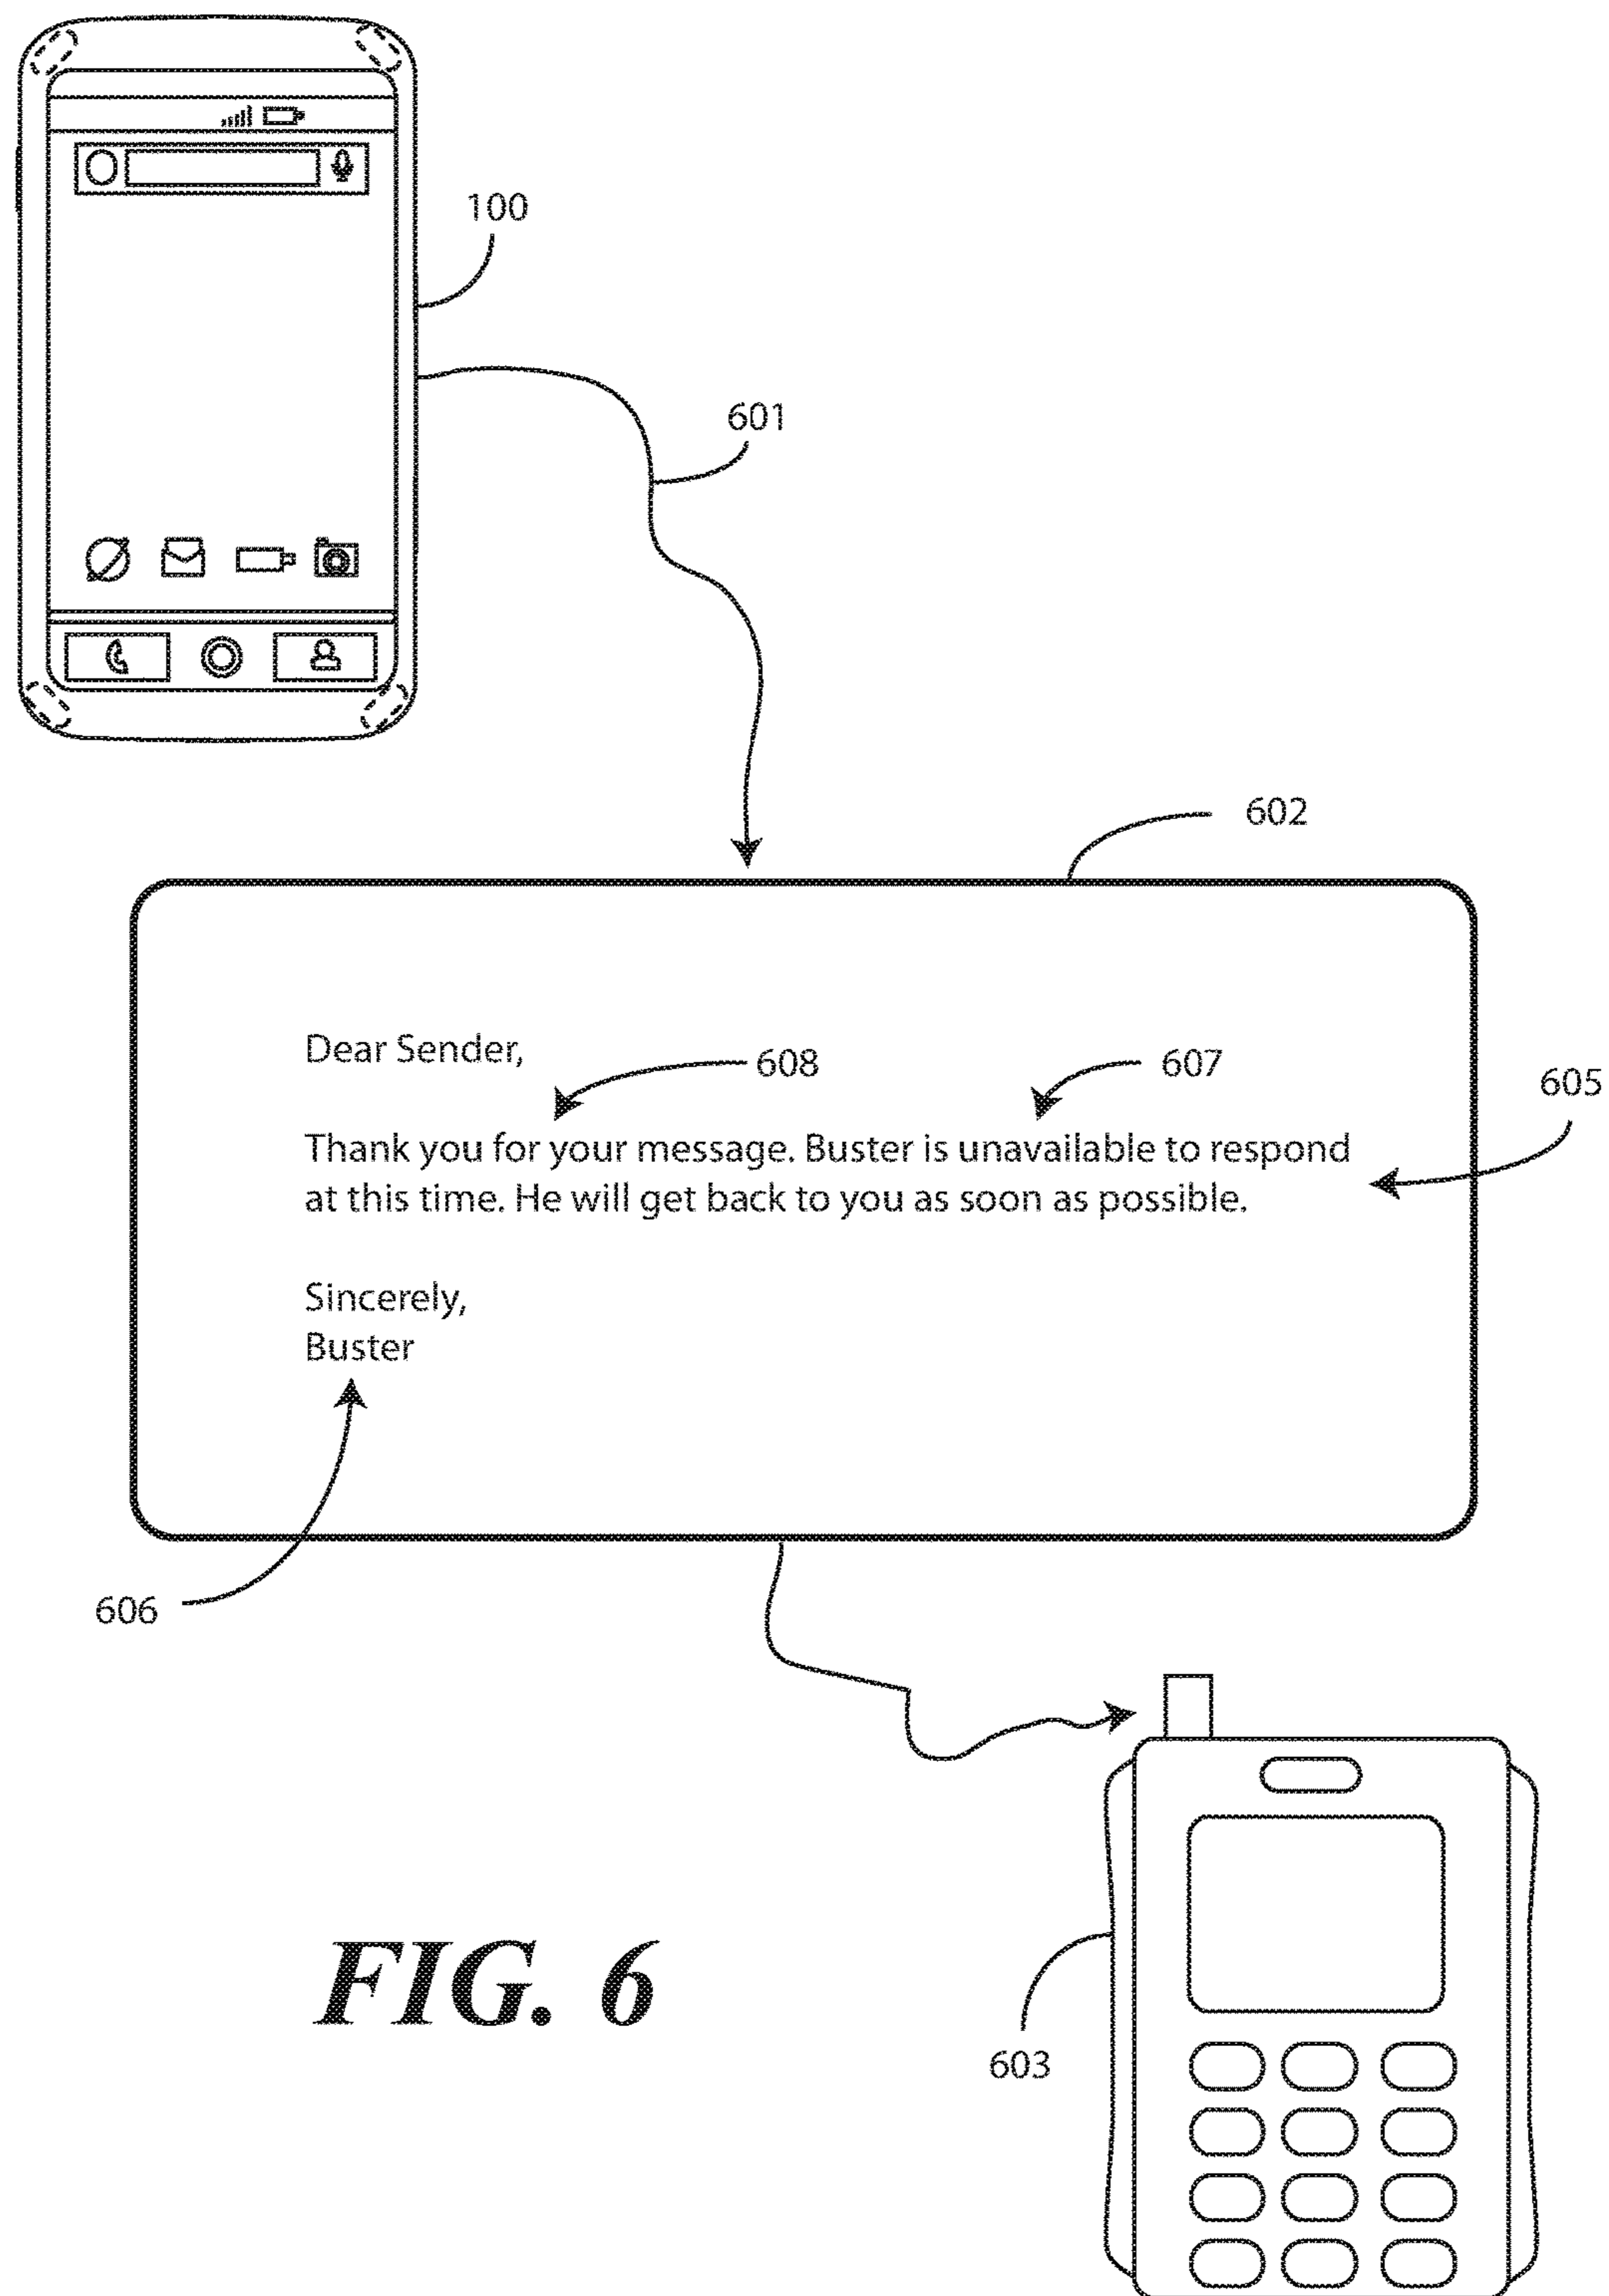 100
601
602
Dear Sender,
608
607
605
Thank you for your message. Buster is unavailable to respond
at this time. He will get back to you as soon as possible.
Sincerely,
Buster
606
FIG. 6
603